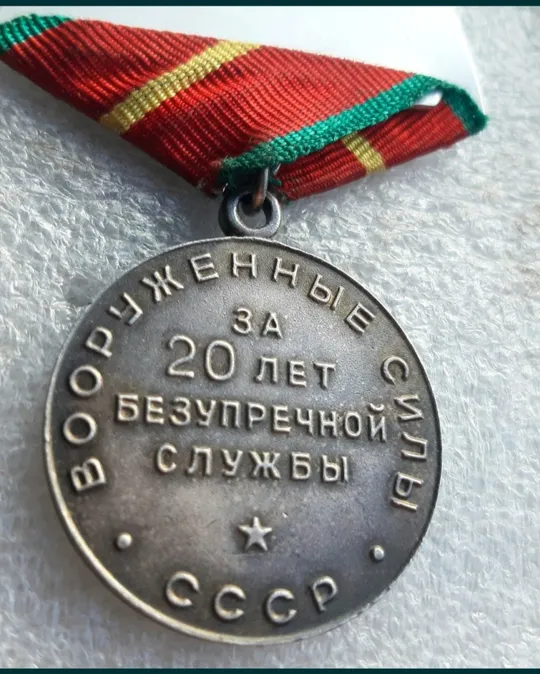 ВООРУЖЕННЫЕ СИЛЫ
ЗА
20 ЛЕТ
БЕЗУПРЕЧНОЙ
СЛУЖБЫ
СССР